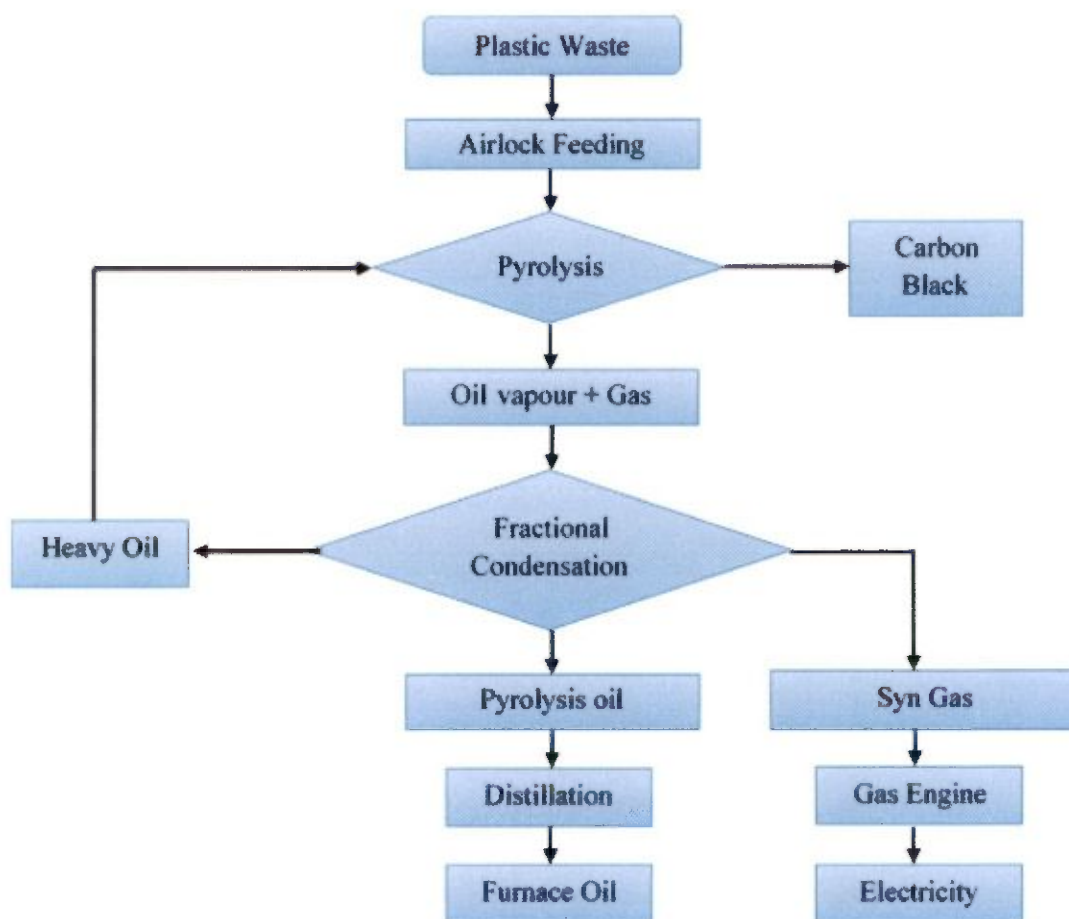 Plastic Waste
Airlock Feeding
Pyrolysis
Carbon
Black
Oil vapour + Gas
Heavy Oil
Fractional
Condensation
Pyrolysis oil
Syn Gas
Distillation
Gas Engine
Furnace Oil
Electricity